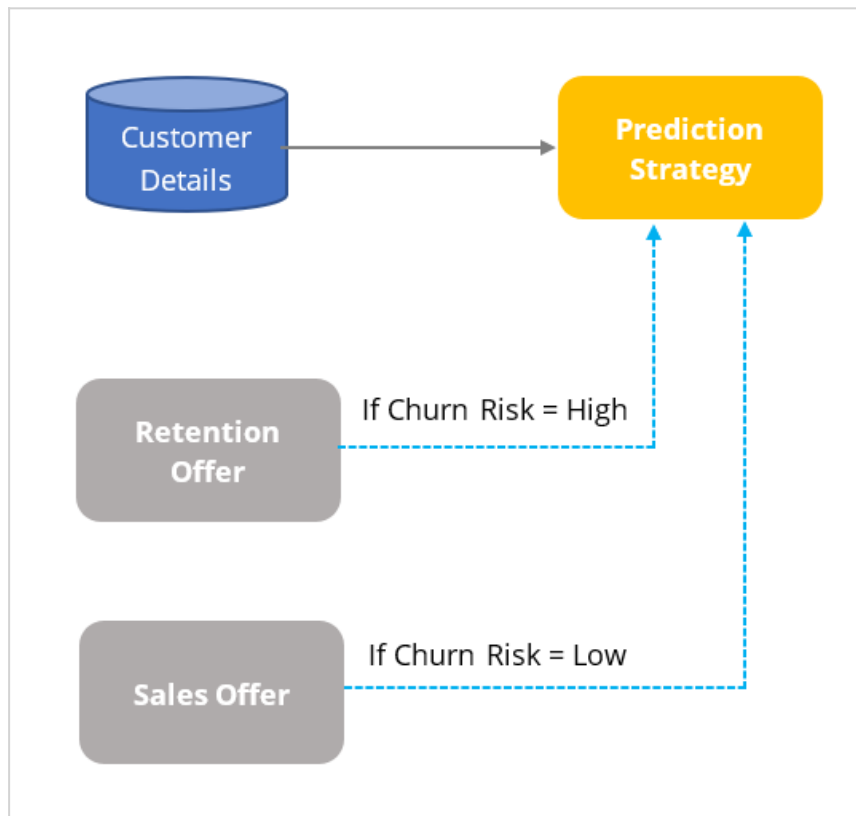 Customer
Details
Prediction
Strategy
If Churn Risk = High
Retention
Offer
If Churn Risk = Low
Sales Offer